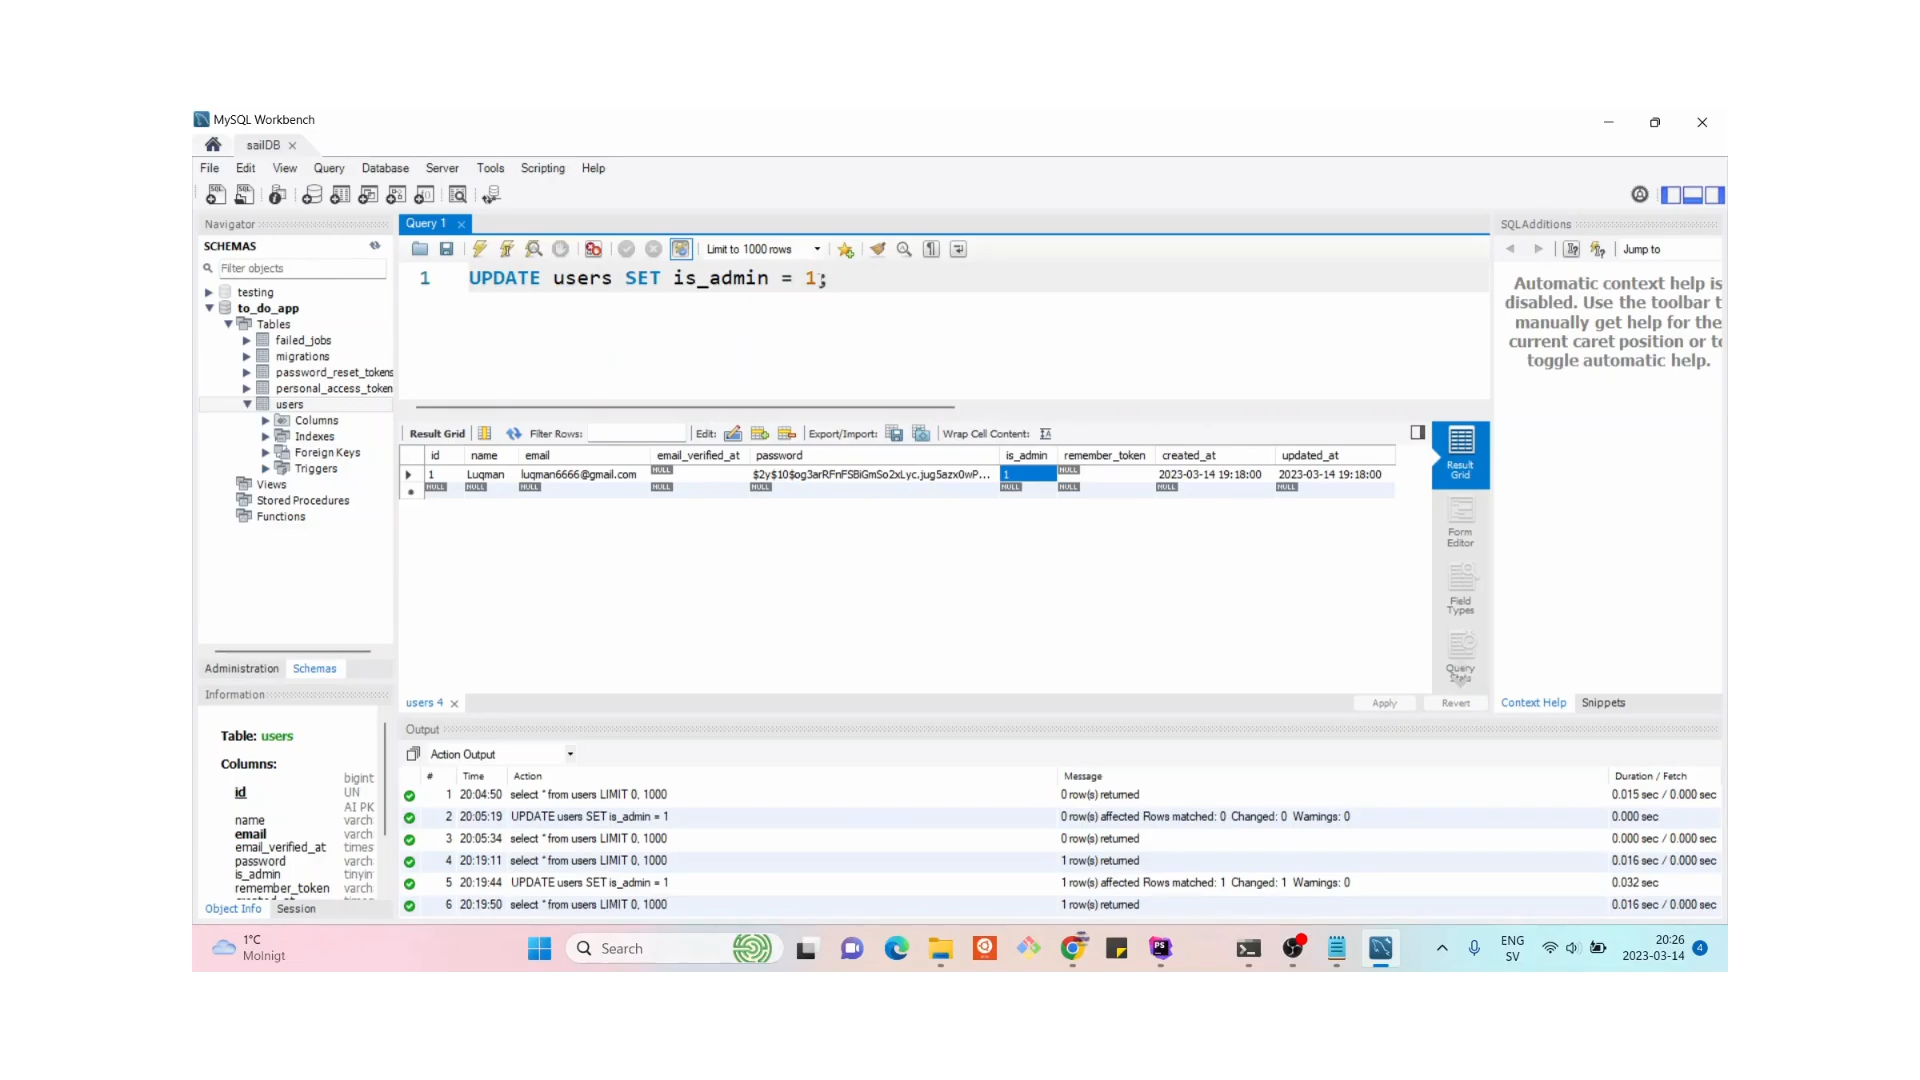 MySQL Workbench
sailDB
File Edit View Query Database Server Tools Scripting Help
Navigator
SCHEMAS
Filter objects
testing
to_do_app
Tables
failed_jobs
migrations
password_reset_tokens
personal_access_token
users
Columns
Indexes
Foreign Keys
Triggers
Views
Stored Procedures
Functions
Administration Schemas
Information
Table: users
Columns:
id bigint
UN
AI PK
name varch
email varch
email_verified_at times
password varch
is_admin tinyin
remember_token varch
Object Info Session
Query 1
Limit to 1000 rows
1 UPDATE users SET is_admin = 1;
Result Grid Filter Rows: Edit: Export/Import: Wrap Cell Content:
id name email email_verified_at password is_admin remember_token created_at updated_at
1 Luqman luqman6666@gmail.com NULL $2y$10$og3arRFnFSBiGmSo2xLyc.jug5azx0wP... 1 NULL 2023-03-14 19:18:00 2023-03-14 19:18:00
NULL NULL NULL NULL NULL NULL NULL NULL NULL
Result
Grid
Form
Editor
Field
Types
Query
Stats
users 4
Apply Revert
SQLAdditions
Jump to
Automatic context help is
disabled. Use the toolbar t
manually get help for the
current caret position or to
toggle automatic help.
Context Help Snippets
Output
Action Output
# Time Action Message Duration / Fetch
1 20:04:50 select * from users LIMIT 0, 1000 0 row(s) returned 0.015 sec / 0.000 sec
2 20:05:19 UPDATE users SET is_admin = 1 0 row(s) affected Rows matched: 0 Changed: 0 Warnings: 0 0.000 sec
3 20:05:34 select * from users LIMIT 0, 1000 0 row(s) returned 0.000 sec / 0.000 sec
4 20:19:11 select * from users LIMIT 0, 1000 1 row(s) returned 0.016 sec / 0.000 sec
5 20:19:44 UPDATE users SET is_admin = 1 1 row(s) affected Rows matched: 1 Changed: 1 Warnings: 0 0.032 sec
6 20:19:50 select * from users LIMIT 0, 1000 1 row(s) returned 0.016 sec / 0.000 sec
1°C
Molnigt
Search
PS
ENG
SV
20:26
2023-03-14
4